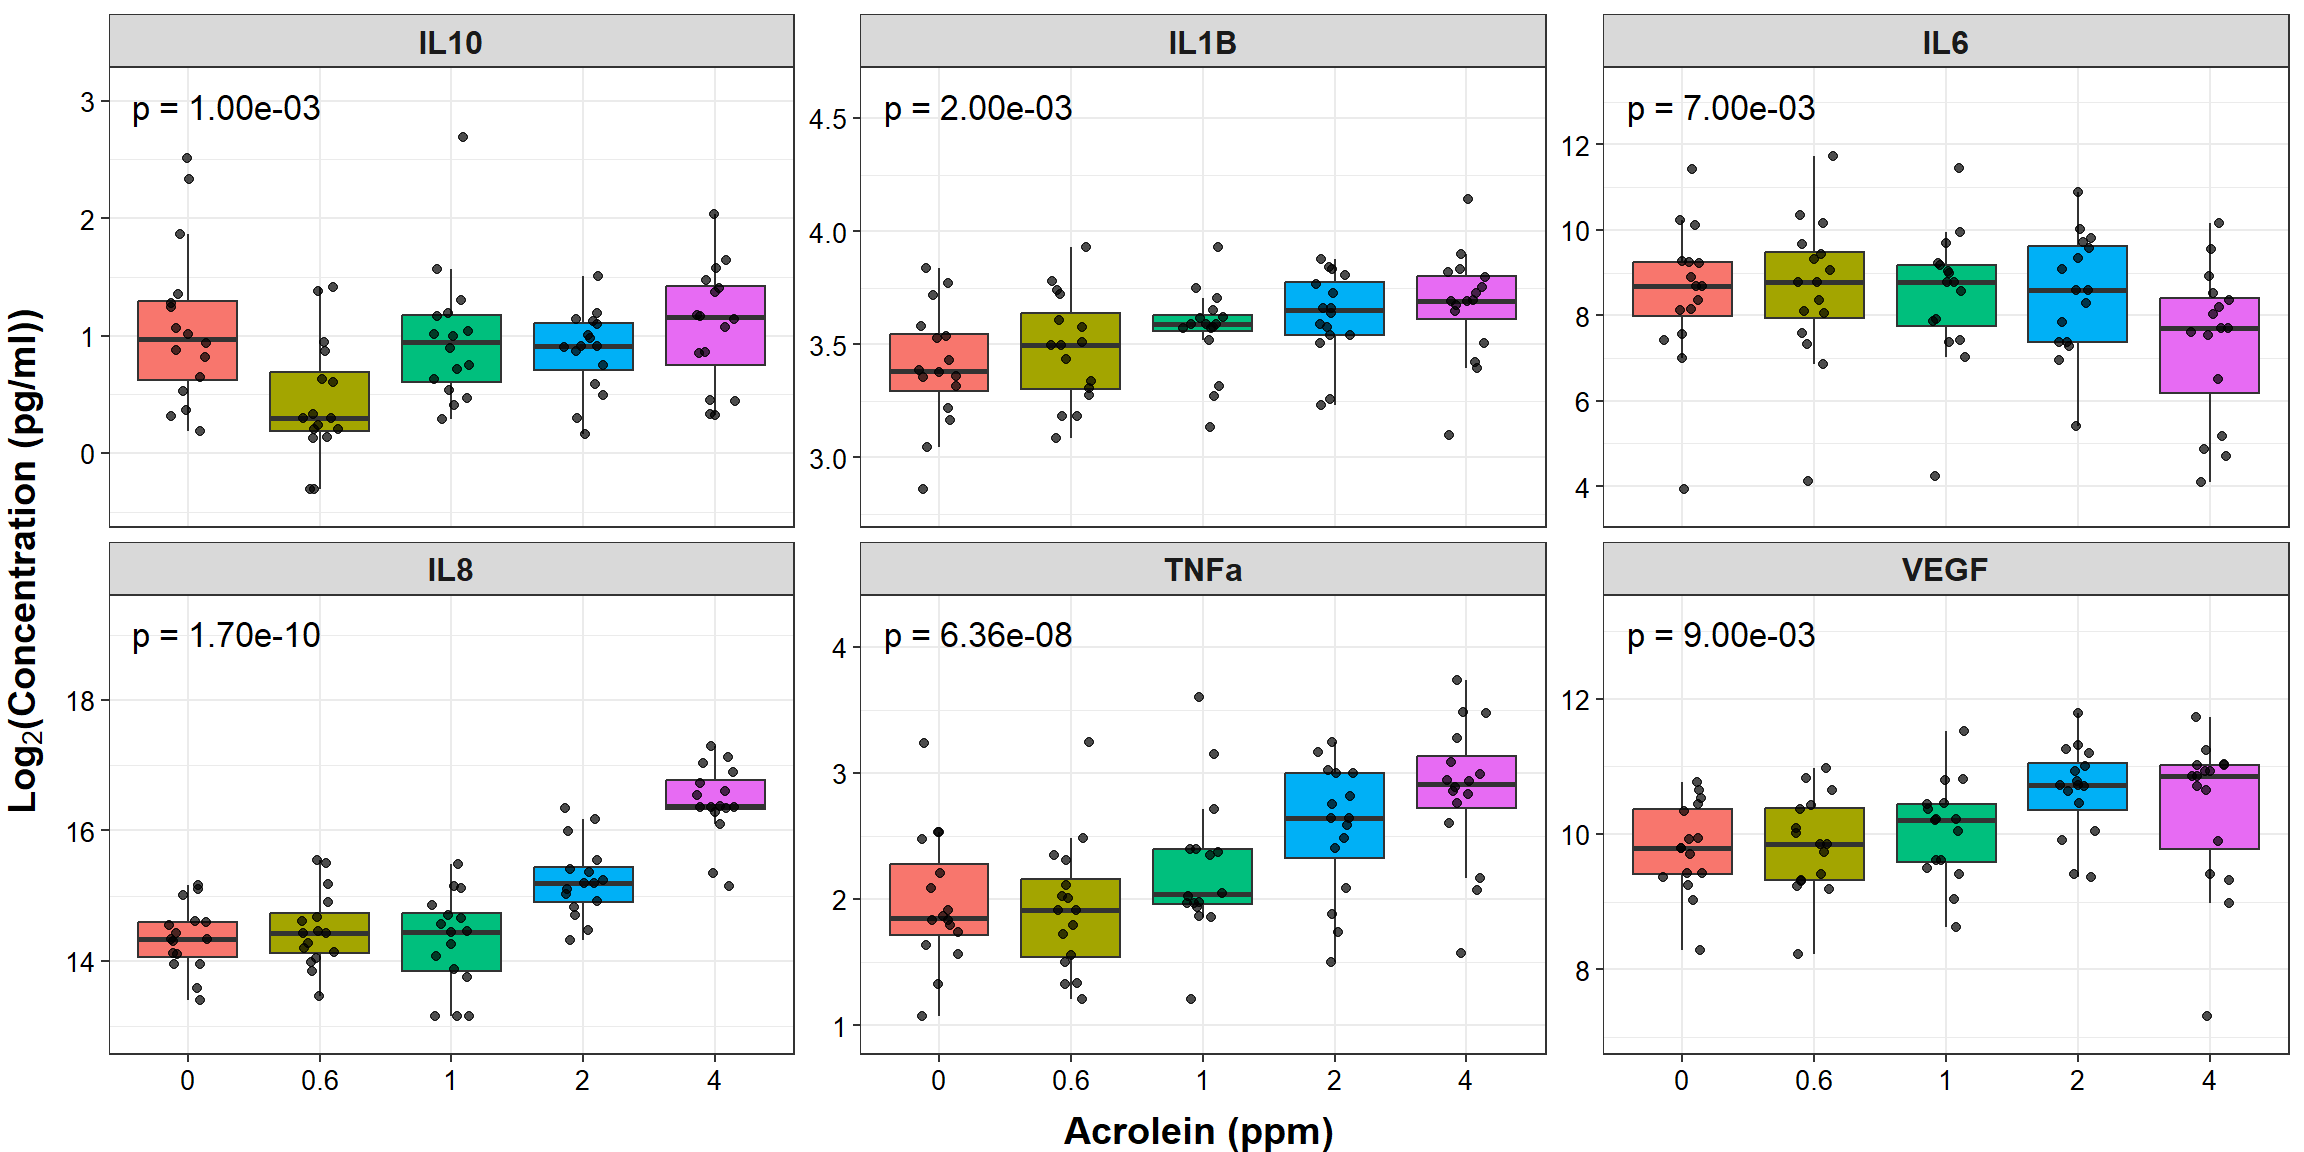 IL10
IL1B
IL6
p = 1.00e-03
p = 2.00e-03
p = 7.00e-03
3
2
1
0
4.5
4.0
3.5
3.0
12
10
8
6
4
Log2(Concentration (pg/ml))
IL8
TNFa
VEGF
p = 1.70e-10
p = 6.36e-08
p = 9.00e-03
18
16
14
4
3
2
1
12
10
8
0 0.6 1 2 4
0 0.6 1 2 4
0 0.6 1 2 4
Acrolein (ppm)